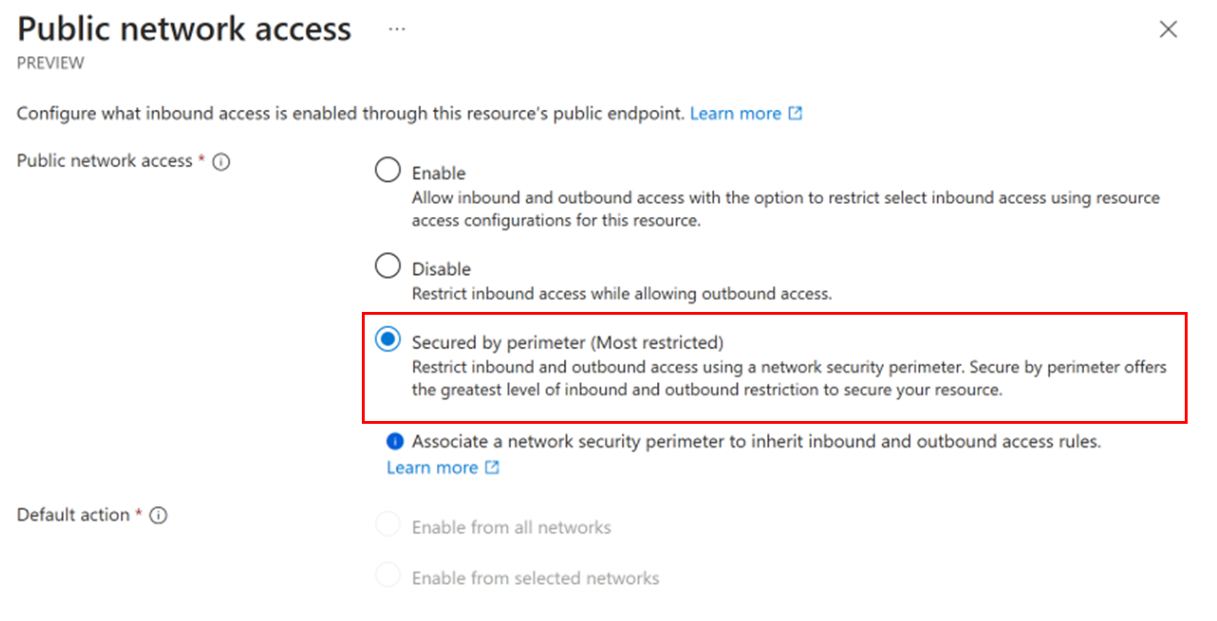 Public network access ...
PREVIEW
Configure what inbound access is enabled through this resource's public endpoint. Learn more
Public network access *
Enable
Allow inbound and outbound access with the option to restrict select inbound access using resource
access configurations for this resource.
Disable
Restrict inbound access while allowing outbound access.
Secured by perimeter (Most restricted)
Restrict inbound and outbound access using a network security perimeter. Secure by perimeter offers
the greatest level of inbound and outbound restriction to secure your resource.
Associate a network security perimeter to inherit inbound and outbound access rules.
Learn more
Default action *
Enable from all networks
Enable from selected networks